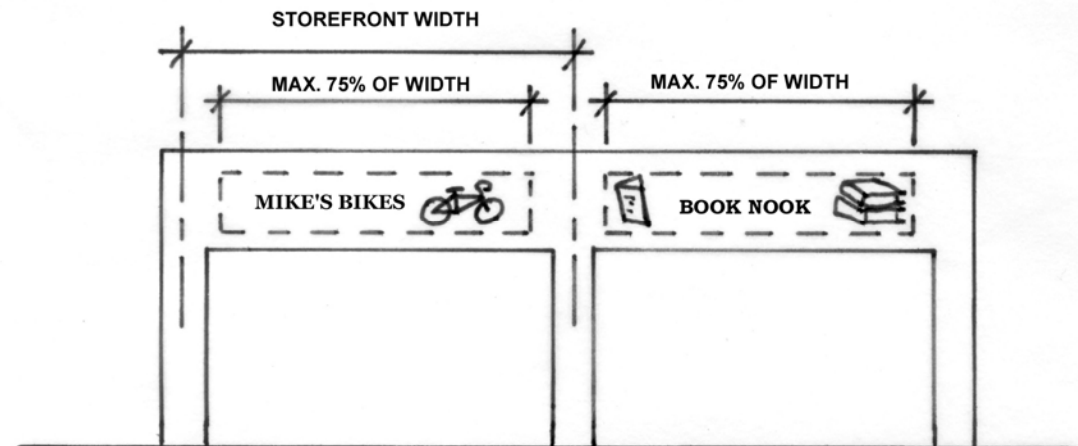 STOREFRONT WIDTH
MAX. 75% OF WIDTH
MAX. 75% OF WIDTH
MIKE'S BIKES
BOOK NOOK